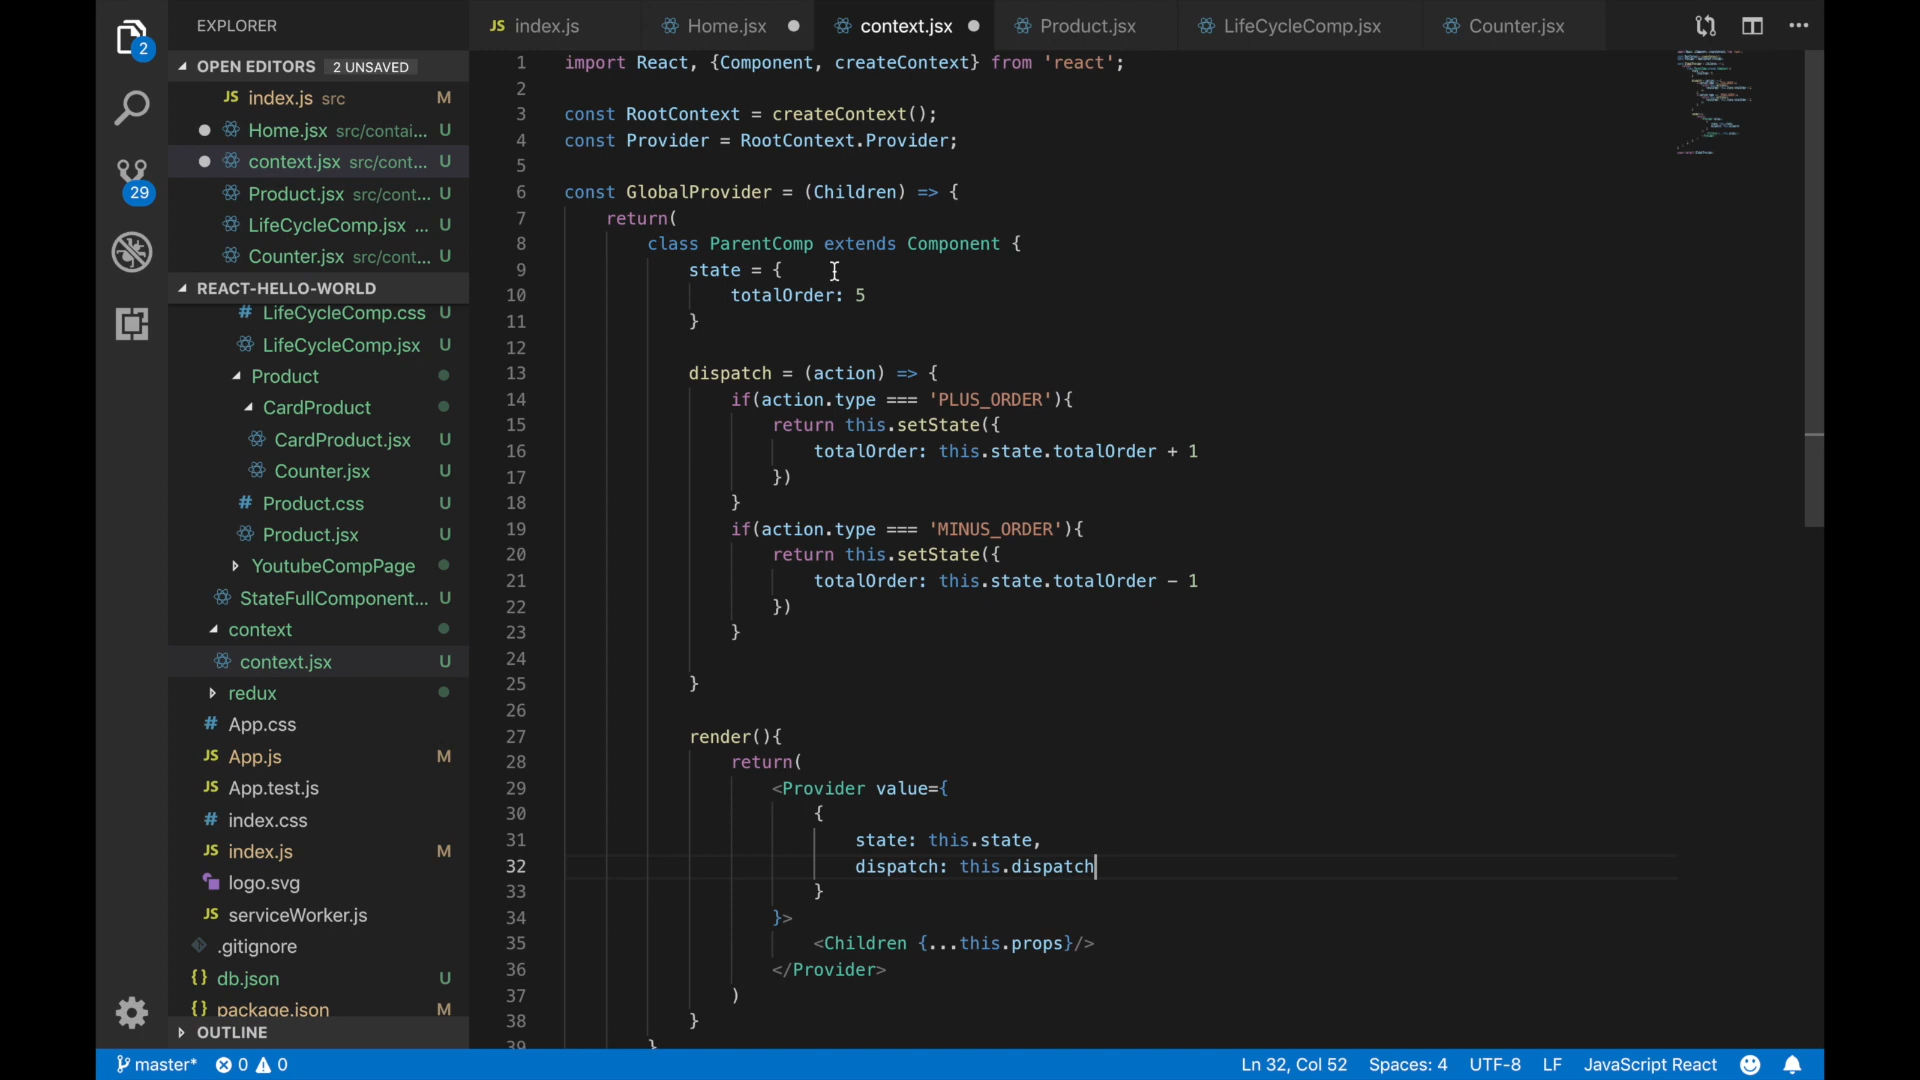 EXPLORER
index.js
Home.jsx
context.jsx
Product.jsx
LifeCycleComp.jsx
Counter.jsx
OPEN EDITORS 2 UNSAVED
JS index.js src M
Home.jsx src/contai... U
context.jsx src/cont... U
Product.jsx src/cont... U
LifeCycleComp.jsx ... U
Counter.jsx src/cont... U
REACT-HELLO-WORLD
# LifeCycleComp.css U
LifeCycleComp.jsx U
Product
CardProduct
CardProduct.jsx U
Counter.jsx U
# Product.css U
Product.jsx U
YoutubeCompPage
StateFullComponent... U
context
context.jsx U
redux
# App.css
JS App.js M
JS App.test.js
# index.css
JS index.js M
logo.svg
JS serviceWorker.js
.gitignore
{} db.json U
{} package.json M
OUTLINE
2
29
1 import React, {Component, createContext} from 'react';
2
3 const RootContext = createContext();
4 const Provider = RootContext.Provider;
5
6 const GlobalProvider = (Children) => {
7 return(
8 class ParentComp extends Component {
9 state = {
10 totalOrder: 5
11 }
12
13 dispatch = (action) => {
14 if(action.type === 'PLUS_ORDER'){
15 return this.setState({
16 totalOrder: this.state.totalOrder + 1
17 })
18 }
19 if(action.type === 'MINUS_ORDER'){
20 return this.setState({
21 totalOrder: this.state.totalOrder - 1
22 })
23 }
24
25 }
26
27 render(){
28 return(
29 <Provider value={
30 {
31 state: this.state,
32 dispatch: this.dispatch
33 }
34 }>
35 <Children {...this.props}/>
36 </Provider>
37 )
38 }
39 }
master* 0 0 Ln 32, Col 52 Spaces: 4 UTF-8 LF JavaScript React